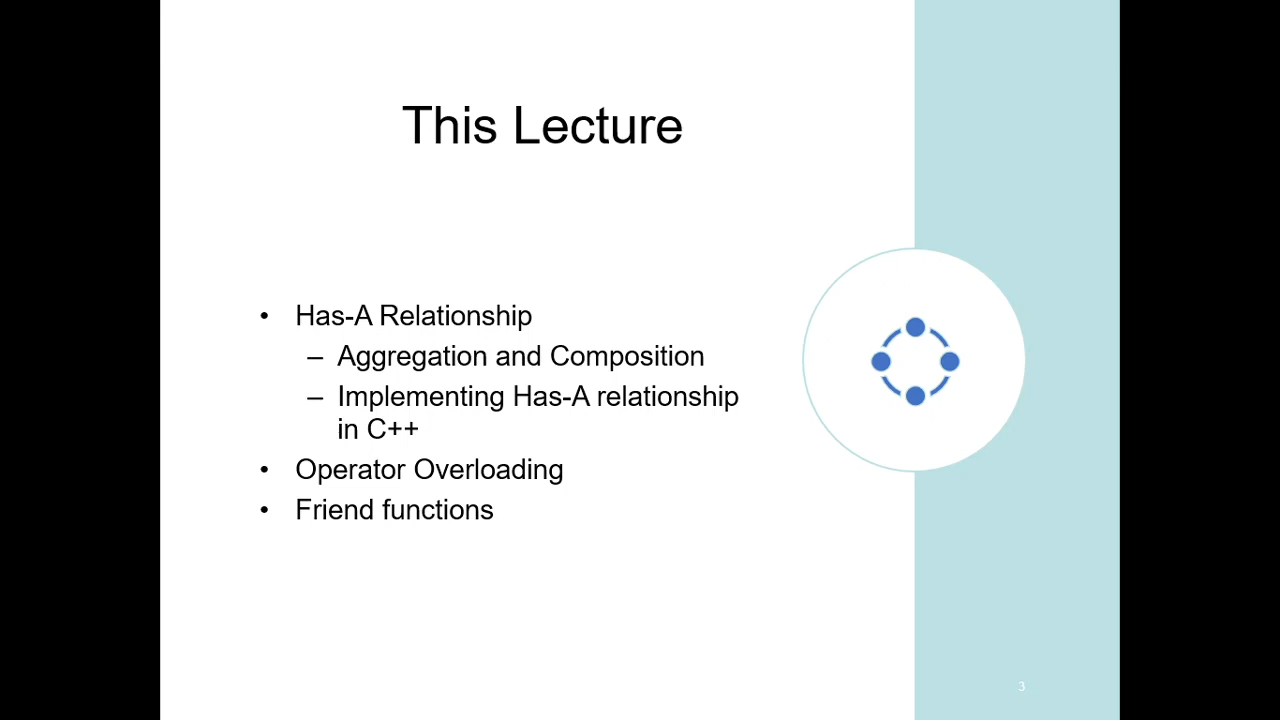 This Lecture
• Has-A Relationship
– Aggregation and Composition
– Implementing Has-A relationship
in C++
• Operator Overloading
• Friend functions
3